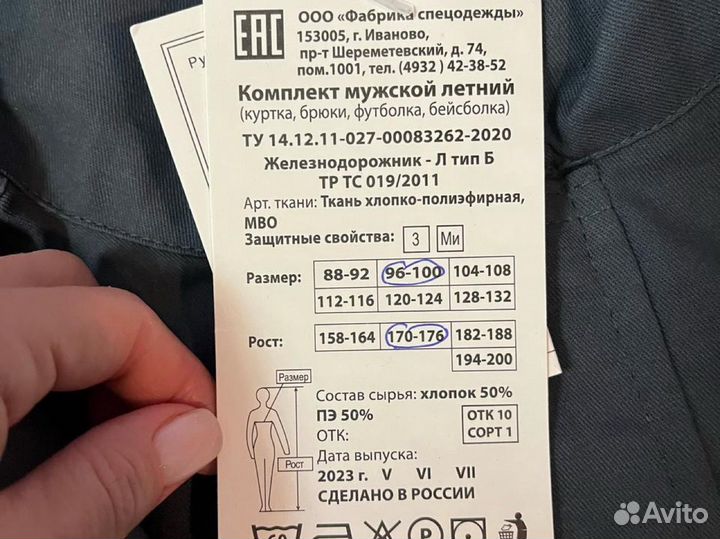 Ру
ЕАС
ООО «Фабрика спецодежды»
153005, г. Иваново,
пр-т Шереметевский, д. 74,
пом.1001, тел. (4932) 42-38-52
Комплект мужской летний
(куртка, брюки, футболка, бейсболка)
ТУ 14.12.11-027-00083262-2020
Железнодорожник - Л тип Б
ТР ТС 019/2011
Арт. ткани: Ткань хлопко-полиэфирная,
МВО
Защитные свойства: З Ми
Размер: 88-92 96-100 104-108
112-116 120-124 128-132
Рост: 158-164 170-176 182-188
194-200
Размер
Рост
Состав сырья: хлопок 50%
ПЭ 50%
ОТК:
ОТК 10
СОРТ 1
Дата выпуска:
2023 г. V VI VII
СДЕЛАНО В РОССИИ
P
Avito